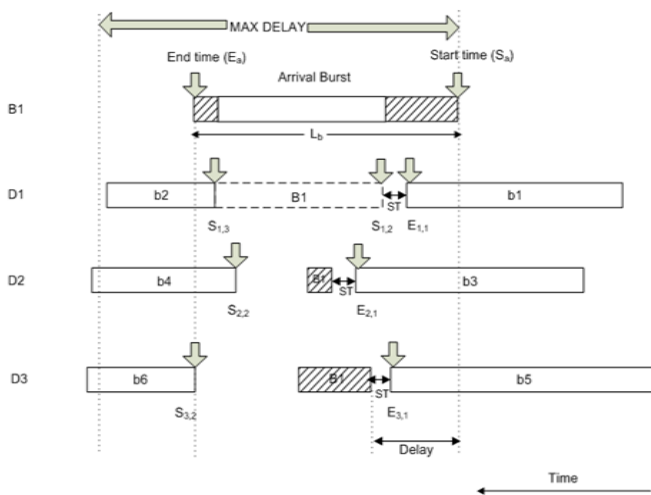 MAX DELAY
End time (Ea)
Start time (Sa)
Arrival Burst
B1
Lb
D1
b2
B1
ST
b1
S1,3
S1,2
E1,1
D2
b4
B1
ST
b3
S2,2
E2,1
D3
b6
B1
ST
b5
S3,2
E3,1
Delay
Time